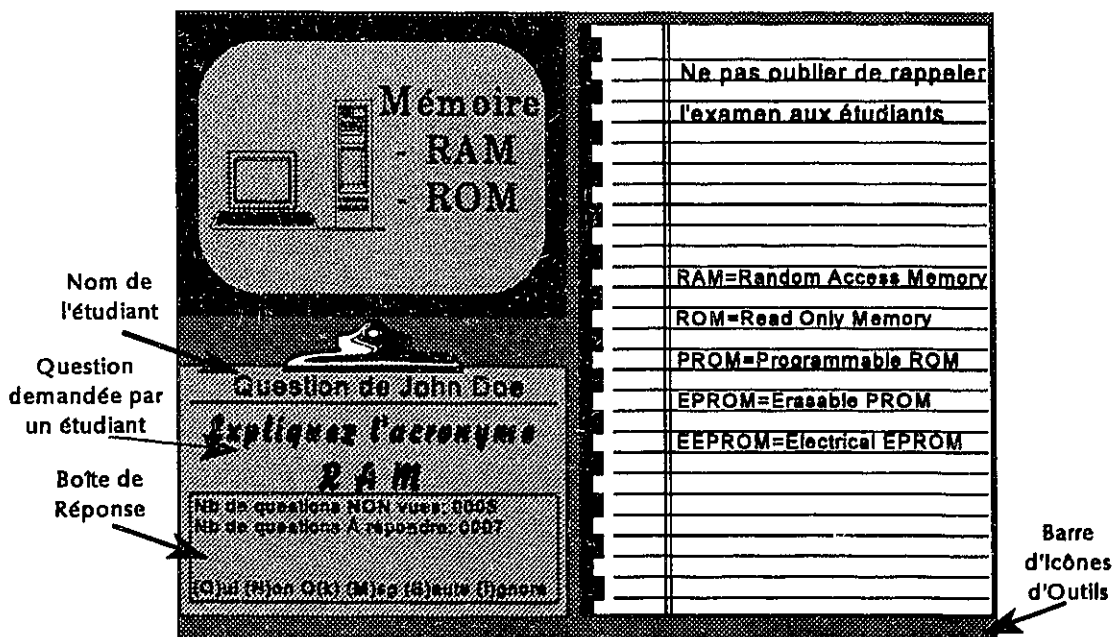 Mémoire
- RAM
- ROM
Nom de
l'étudiant
Question
demandée par
un étudiant
Boîte de
Réponse
Question de John Doe
Expliquez l'acronyme
RAM
Nb de questions NON vues: 0005
Nb de questions À répondre: 0007
(O)ui (N)on O(k) (M)sg (S)aute (I)gnore
Ne pas oublier de rappeler
l'examen aux étudiants
RAM=Random Access Memory
ROM=Read Only Memory
PROM=Programmable ROM
EPROM=Erasable PROM
EEPROM=Electrical EPROM
Barre
d'Icônes
d'Outils